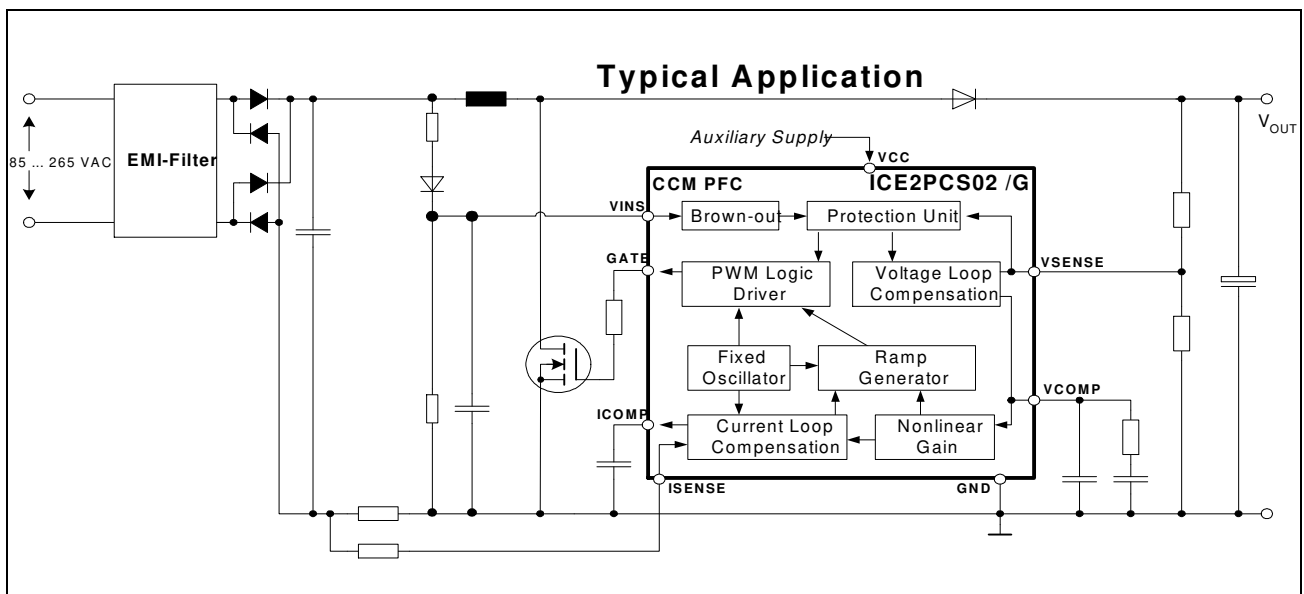 Typical Application
Auxiliary Supply
VCC
V_OUT
85 ... 265 VAC
EMI-Filter
CCM PFC
ICE2PCS02 /G
VINS
Brown-out
Protection Unit
GATE
PWM Logic
Driver
Voltage Loop
Compensation
VSENSE
Fixed
Oscillator
Ramp
Generator
VCOMP
ICOMP
Current Loop
Compensation
Nonlinear
Gain
ISENSE
GND